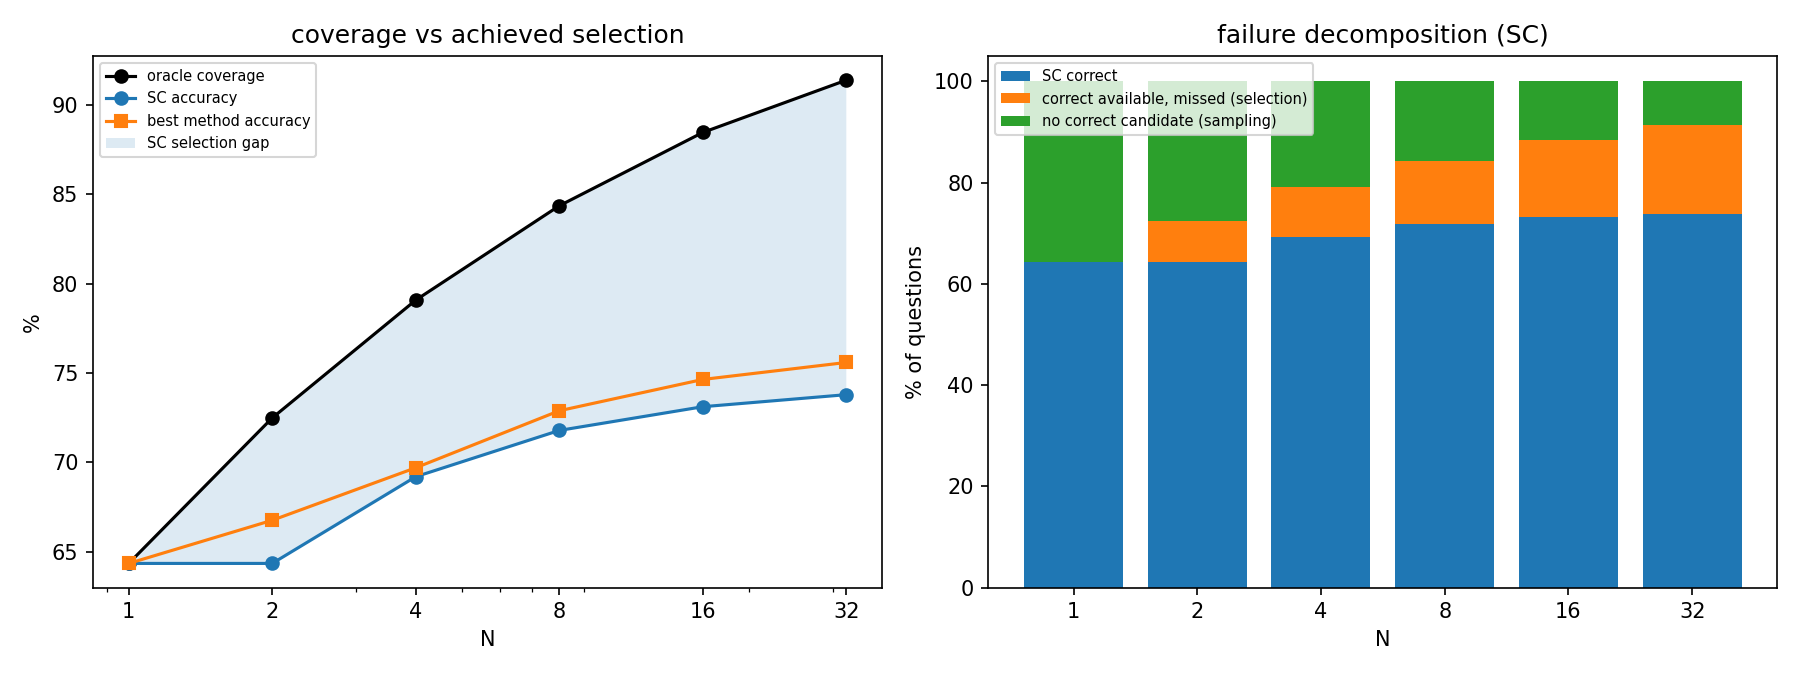 coverage vs achieved selection
oracle coverage
SC accuracy
best method accuracy
SC selection gap
90
85
80
75
70
65
%
1 2 4 8 16 32
N
failure decomposition (SC)
SC correct
correct available, missed (selection)
no correct candidate (sampling)
100
80
60
40
20
0
% of questions
1 2 4 8 16 32
N